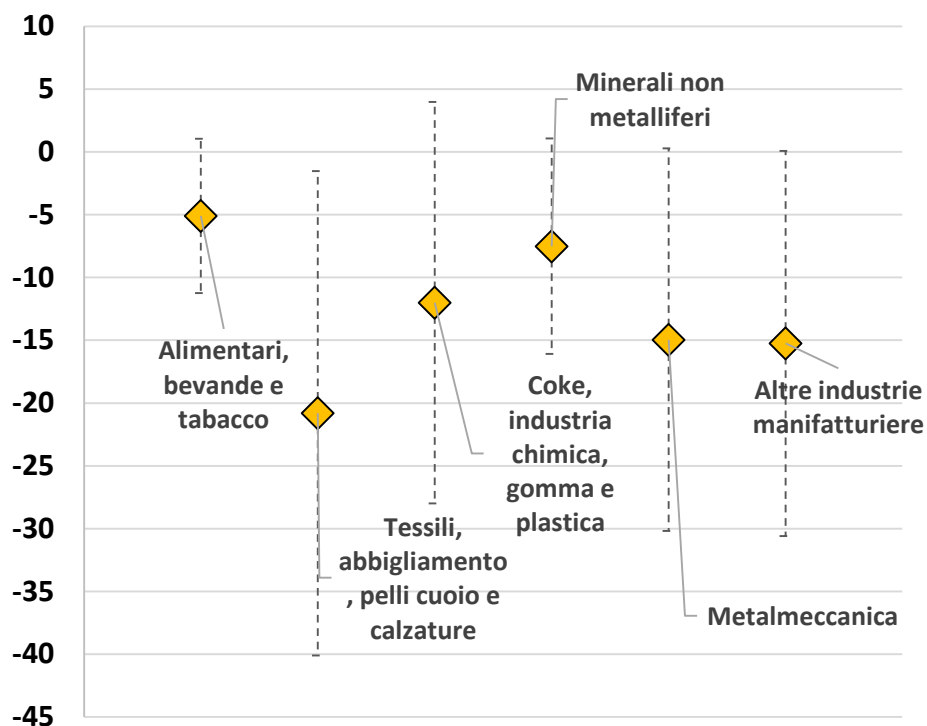 10
5
0
-5
-10
-15
-20
-25
-30
-35
-40
-45
Alimentari,
bevande e
tabacco
Tessili,
abbigliamento
, pelli cuoio e
calzature
Coke,
industria
chimica,
gomma e
plastica
Minerali non
metalliferi
Metalmeccanica
Altre industrie
manifatturiere